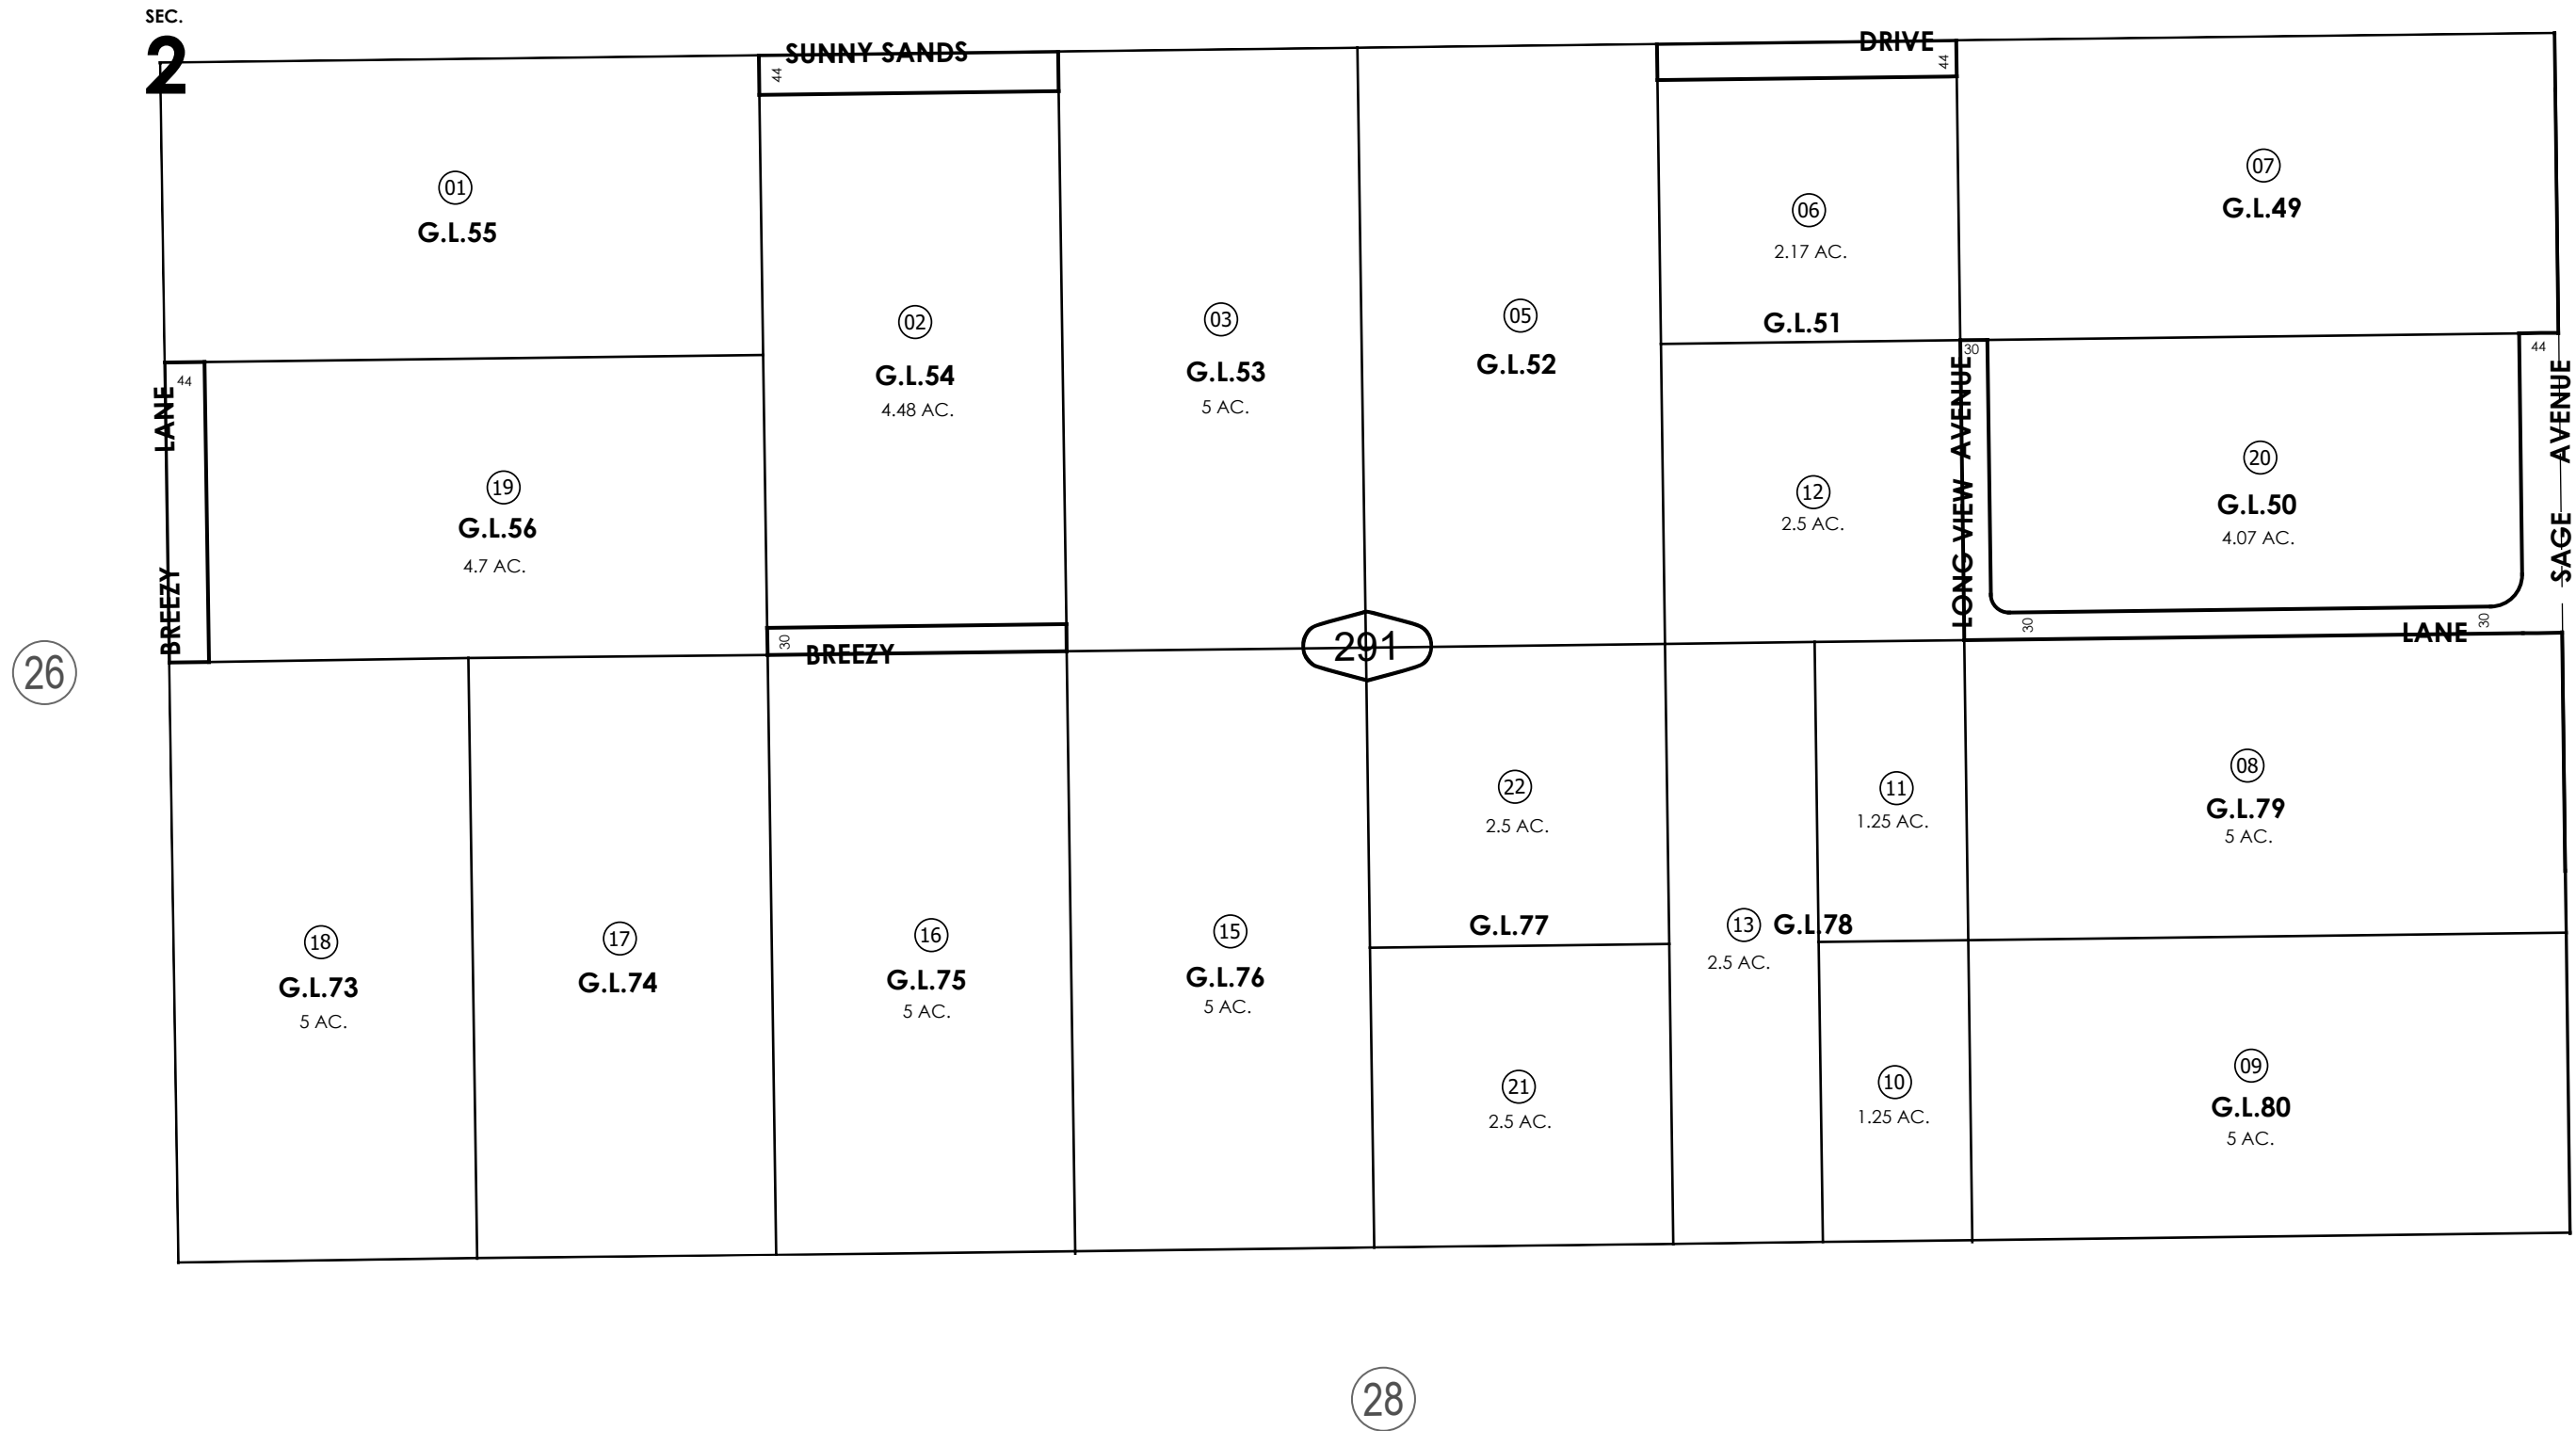 SEC.
2
SUNNY SANDS
DRIVE
44
44
01
G.L.55
02
G.L.54
4.48 AC.
03
G.L.53
5 AC.
05
G.L.52
06
2.17 AC.
G.L.51
07
G.L.49
44
BREEZY LANE
19
G.L.56
4.7 AC.
12
2.5 AC.
30
LONG VIEW AVENUE
20
G.L.50
4.07 AC.
44
SAGE AVENUE
30
BREEZY
291
30
30
LANE
26
18
G.L.73
5 AC.
17
G.L.74
16
G.L.75
5 AC.
15
G.L.76
5 AC.
22
2.5 AC.
G.L.77
21
2.5 AC.
13
G.L.78
2.5 AC.
11
1.25 AC.
10
1.25 AC.
08
G.L.79
5 AC.
09
G.L.80
5 AC.
28